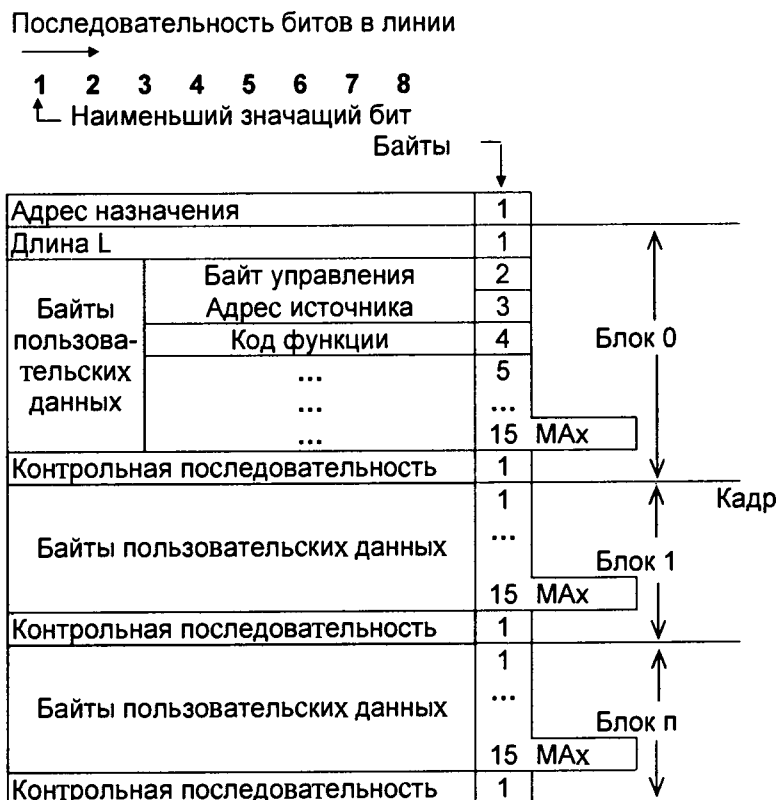 Последовательность битов в линии
1 2 3 4 5 6 7 8
Наименьший значащий бит
Байты
Адрес назначения 1
Длина L 1
Байт управления 2
Байты Адрес источника 3
пользова- Код функции 4 Блок 0
тельских ... 5
данных ... ...
... 15 MAx
Контрольная последовательность 1
1 Кадр
...
Байты пользовательских данных
Блок 1
15 MAx
Контрольная последовательность 1
1
...
Байты пользовательских данных
Блок п
15 MAx
Контрольная последовательность 1